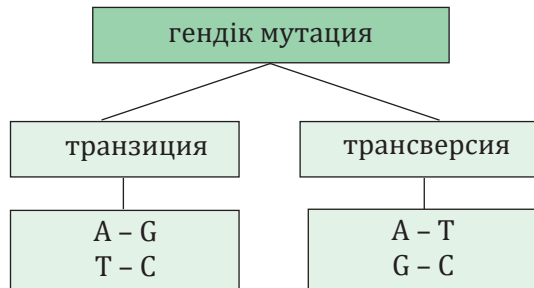 гендік мутация
транзиция
трансверсия
A – G
T – C
A – T
G – C